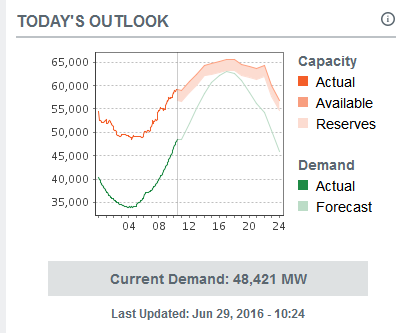 TODAY'S OUTLOOK
65,000
60,000
55,000
50,000
45,000
40,000
35,000
04 08 12 16 20 24
Capacity
Actual
Available
Reserves
Demand
Actual
Forecast
Current Demand: 48,421 MW
Last Updated: Jun 29, 2016 - 10:24